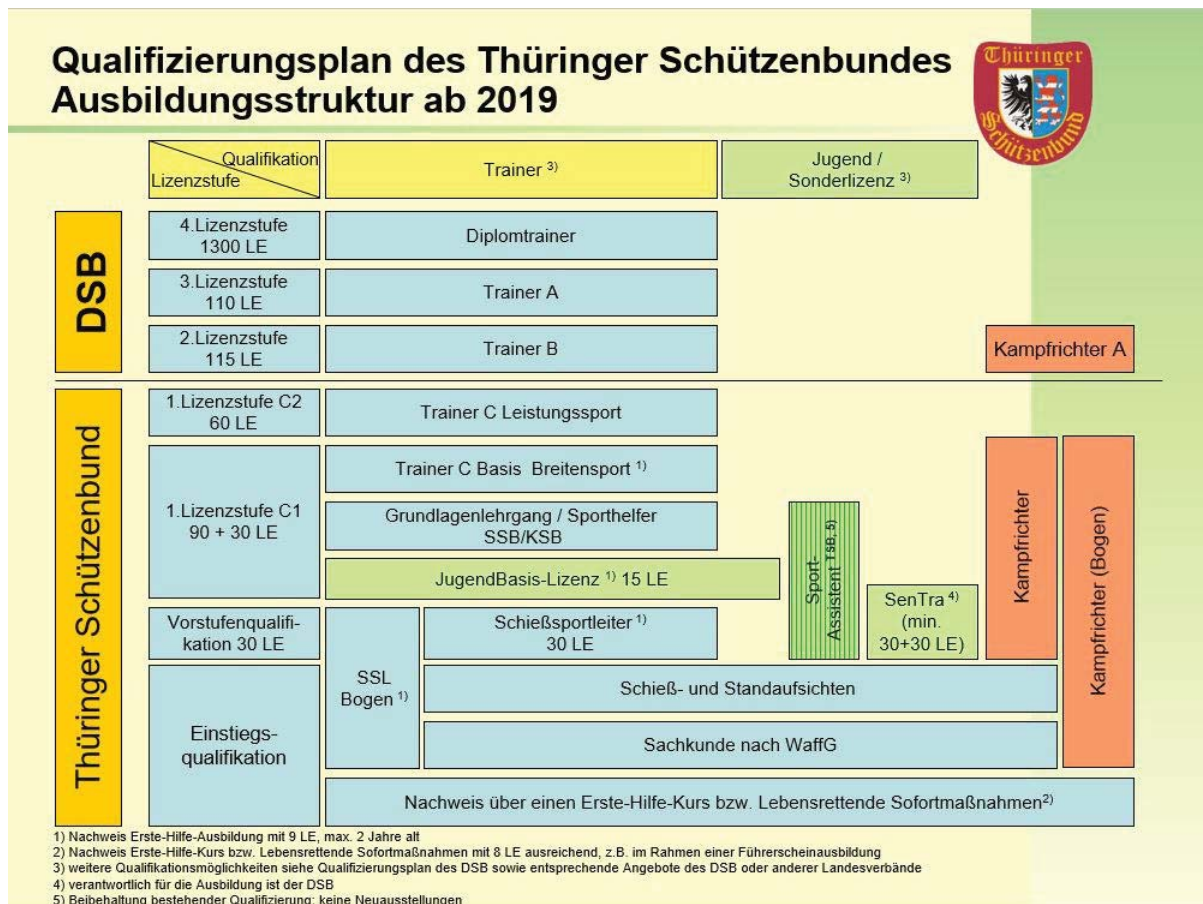 Qualifizierungsplan des Thüringer Schützenbundes
Ausbildungsstruktur ab 2019
Thüringer
Schützenbund
Qualifikation
Lizenzstufe
Trainer 3)
Jugend /
Sonderlizenz 3)
DSB
4.Lizenzstufe
1300 LE
Diplomtrainer
3.Lizenzstufe
110 LE
Trainer A
2.Lizenzstufe
115 LE
Trainer B
Kampfrichter A
Thüringer Schützenbund
1.Lizenzstufe C2
60 LE
Trainer C Leistungssport
1.Lizenzstufe C1
90 + 30 LE
Trainer C Basis Breitensport 1)
Grundlagenlehrgang / Sporthelfer
SSB/KSB
JugendBasis-Lizenz 1) 15 LE
Sport-
Assistent TSB, 5)
SenTra 4)
(min.
30+30 LE)
Kampfrichter
Kampfrichter (Bogen)
Vorstufenqualifi-
kation 30 LE
SSL
Bogen 1)
Schießsportleiter 1)
30 LE
Einstiegs-
qualifikation
Schieß- und Standaufsichten
Sachkunde nach WaffG
Nachweis über einen Erste-Hilfe-Kurs bzw. Lebensrettende Sofortmaßnahmen2)
1) Nachweis Erste-Hilfe-Ausbildung mit 9 LE, max. 2 Jahre alt
2) Nachweis Erste-Hilfe-Kurs bzw. Lebensrettende Sofortmaßnahmen mit 8 LE ausreichend, z.B. im Rahmen einer Führerscheinausbildung
3) weitere Qualifikationsmöglichkeiten siehe Qualifizierungsplan des DSB sowie entsprechende Angebote des DSB oder anderer Landesverbände
4) verantwortlich für die Ausbildung ist der DSB
5) Beibehaltung bestehender Qualifizierung; keine Neuausstellungen